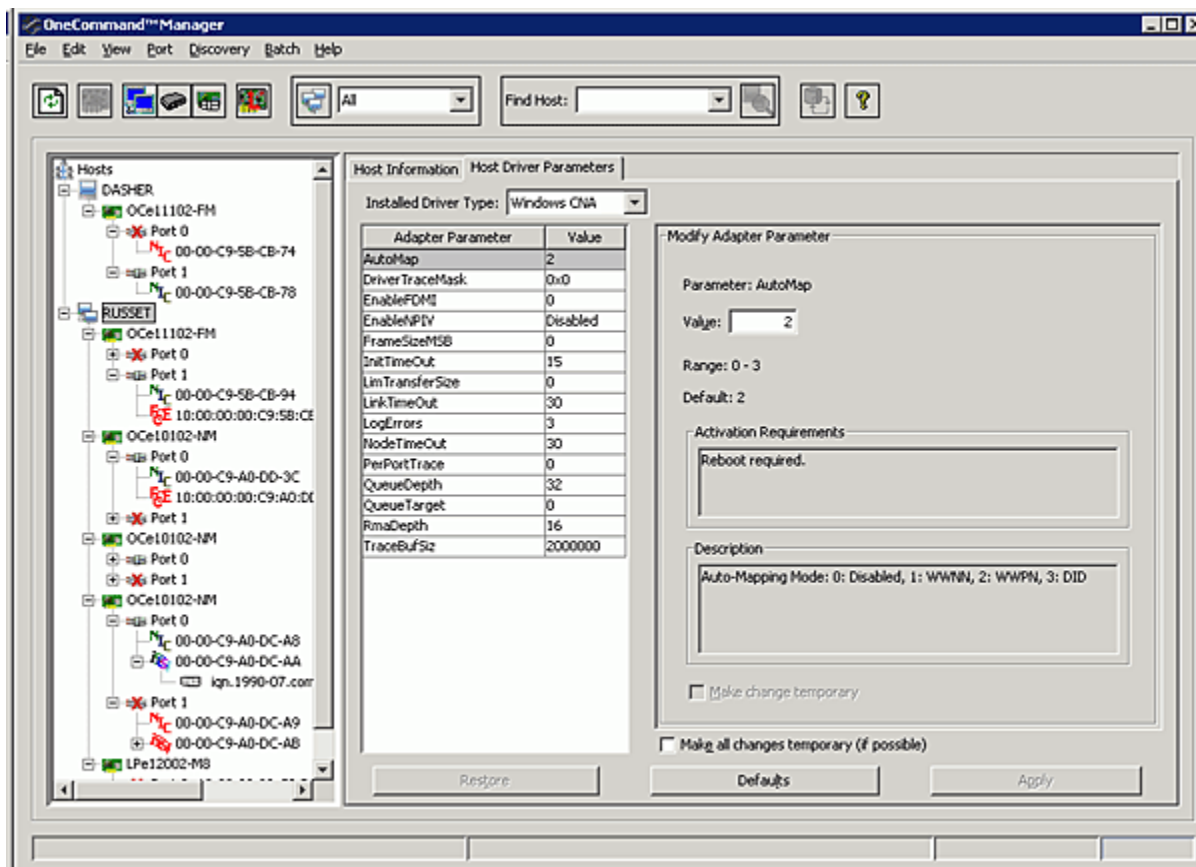 OneCommand™Manager
File Edit View Port Discovery Batch Help
All
Find Host:
Hosts
DASHER
OCe11102-FM
Port 0
NIC 00-00-C9-5B-CB-74
Port 1
NIC 00-00-C9-5B-CB-78
RUSSET
OCe11102-FM
Port 0
Port 1
NIC 00-00-C9-5B-CB-94
FCoE 10:00:00:00:C9:5B:CB
OCe10102-NM
Port 0
NIC 00-00-C9-A0-DD-3C
FCoE 10:00:00:00:C9:A0:DD
Port 1
OCe10102-NM
Port 0
Port 1
OCe10102-NM
Port 0
NIC 00-00-C9-A0-DC-A8
00-00-C9-A0-DC-AA
iqn.1990-07.com
Port 1
NIC 00-00-C9-A0-DC-A9
00-00-C9-A0-DC-AB
LPe12002-M8
Host Information Host Driver Parameters
Installed Driver Type: Windows CNA
Adapter Parameter Value
AutoMap 2
DriverTraceMask 0x0
EnableFDMI 0
EnableNPIV Disabled
FrameSizeMSB 0
InitTimeOut 15
LimTransferSize 0
LinkTimeOut 30
LogErrors 3
NodeTimeOut 30
PerPortTrace 0
QueueDepth 32
QueueTarget 0
RmaDepth 16
TraceBufSiz 2000000
Modify Adapter Parameter
Parameter: AutoMap
Value: 2
Range: 0 - 3
Default: 2
Activation Requirements
Reboot required.
Description
Auto-Mapping Mode: 0: Disabled, 1: WWNN, 2: WWPN, 3: DID
Make change temporary
Make all changes temporary (if possible)
Restore Defaults Apply